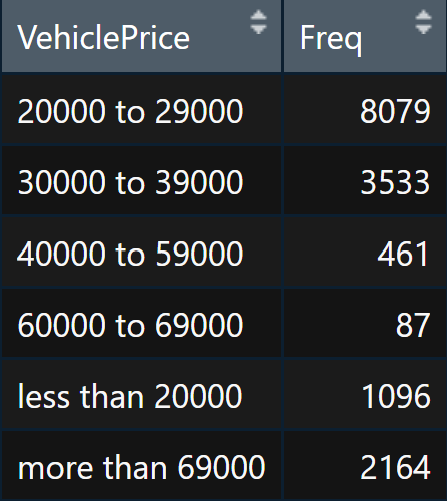 VehiclePrice Freq
20000 to 29000 8079
30000 to 39000 3533
40000 to 59000 461
60000 to 69000 87
less than 20000 1096
more than 69000 2164